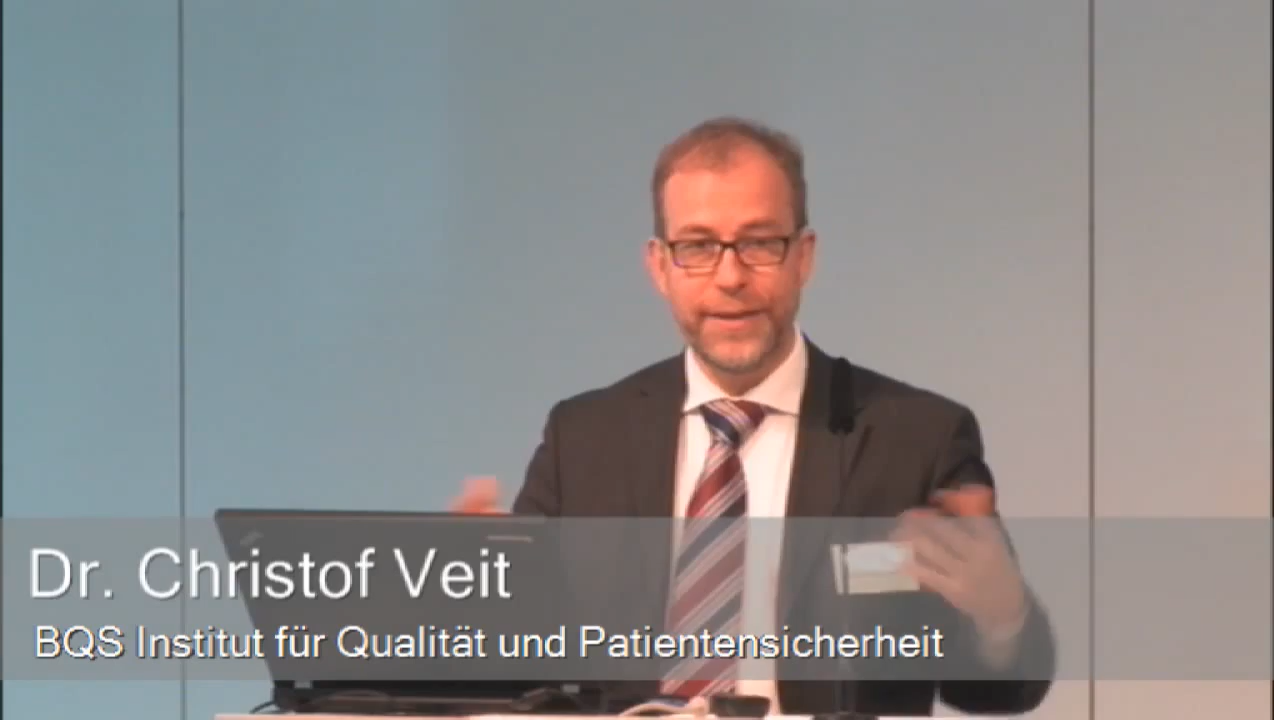 Dr. Christof Veit
BQS Institut für Qualität und Patientensicherheit